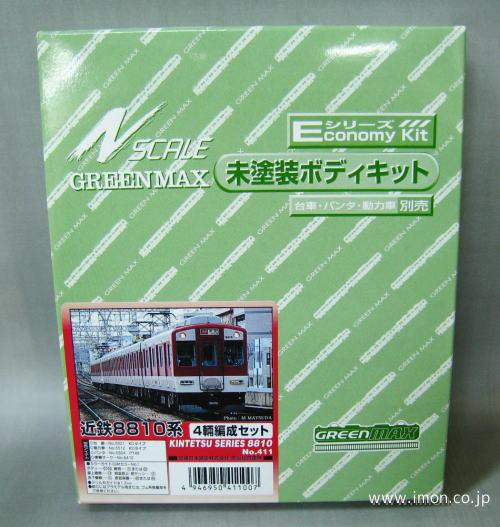 N SCALE
GREENMAX
Eシリーズ
Economy Kit
未塗装ボディキット
台車・パンタ・動力車 別売
Photo : M MATSUDA
近鉄8810系
4輌編成セット
KINTETSU SERIES 8810
No.411
4 946950 411007
GREENMAX
www.imon.co.jp